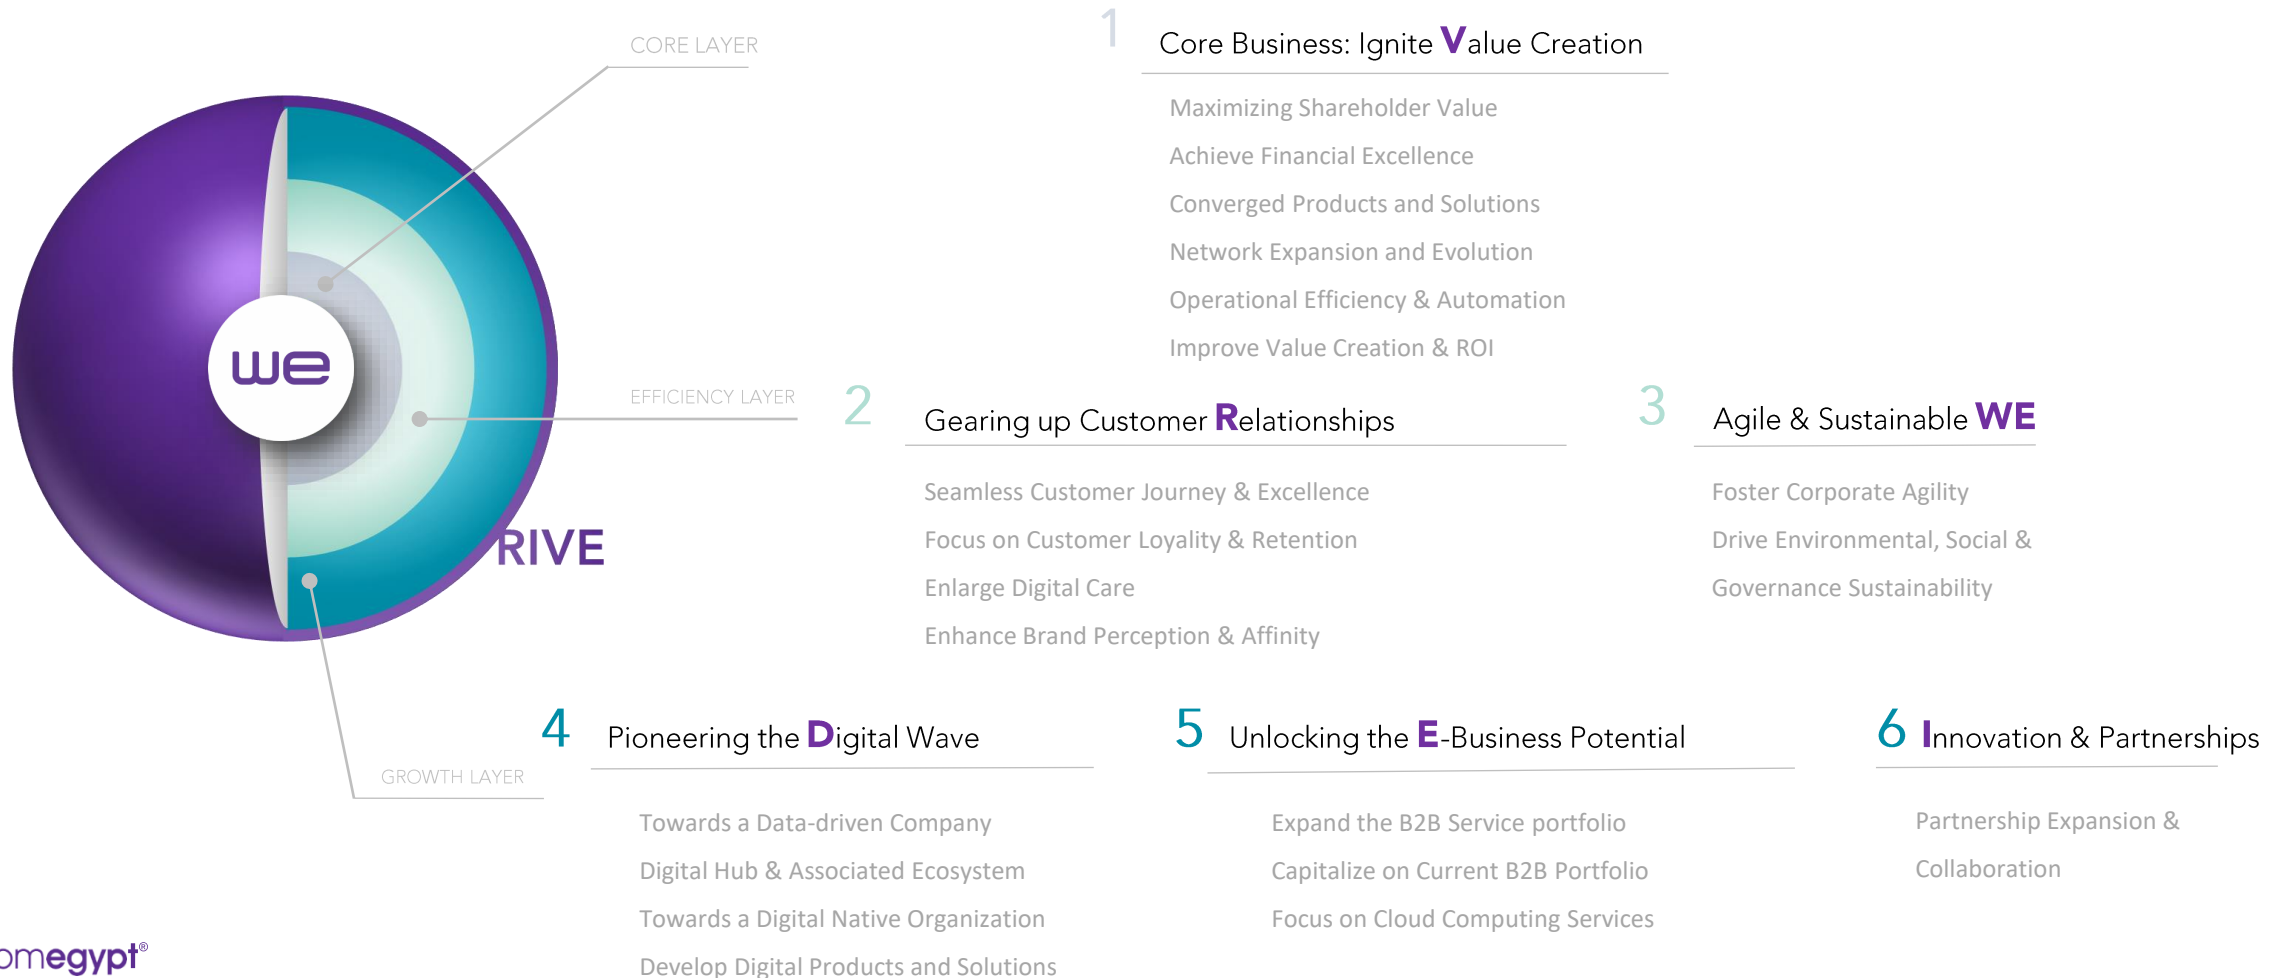 CORE LAYER
1
Core Business: Ignite Value Creation
Maximizing Shareholder Value
Achieve Financial Excellence
Converged Products and Solutions
Network Expansion and Evolution
Operational Efficiency & Automation
Improve Value Creation & ROI
we
EFFICIENCY LAYER
2
Gearing up Customer Relationships
Seamless Customer Journey & Excellence
Focus on Customer Loyality & Retention
Enlarge Digital Care
Enhance Brand Perception & Affinity
3
Agile & Sustainable WE
Foster Corporate Agility
Drive Environmental, Social &
Governance Sustainability
RIVE
GROWTH LAYER
4
Pioneering the Digital Wave
Towards a Data-driven Company
Digital Hub & Associated Ecosystem
Towards a Digital Native Organization
Develop Digital Products and Solutions
5
Unlocking the E-Business Potential
Expand the B2B Service portfolio
Capitalize on Current B2B Portfolio
Focus on Cloud Computing Services
6
Innovation & Partnerships
Partnership Expansion &
Collaboration
omegypt®